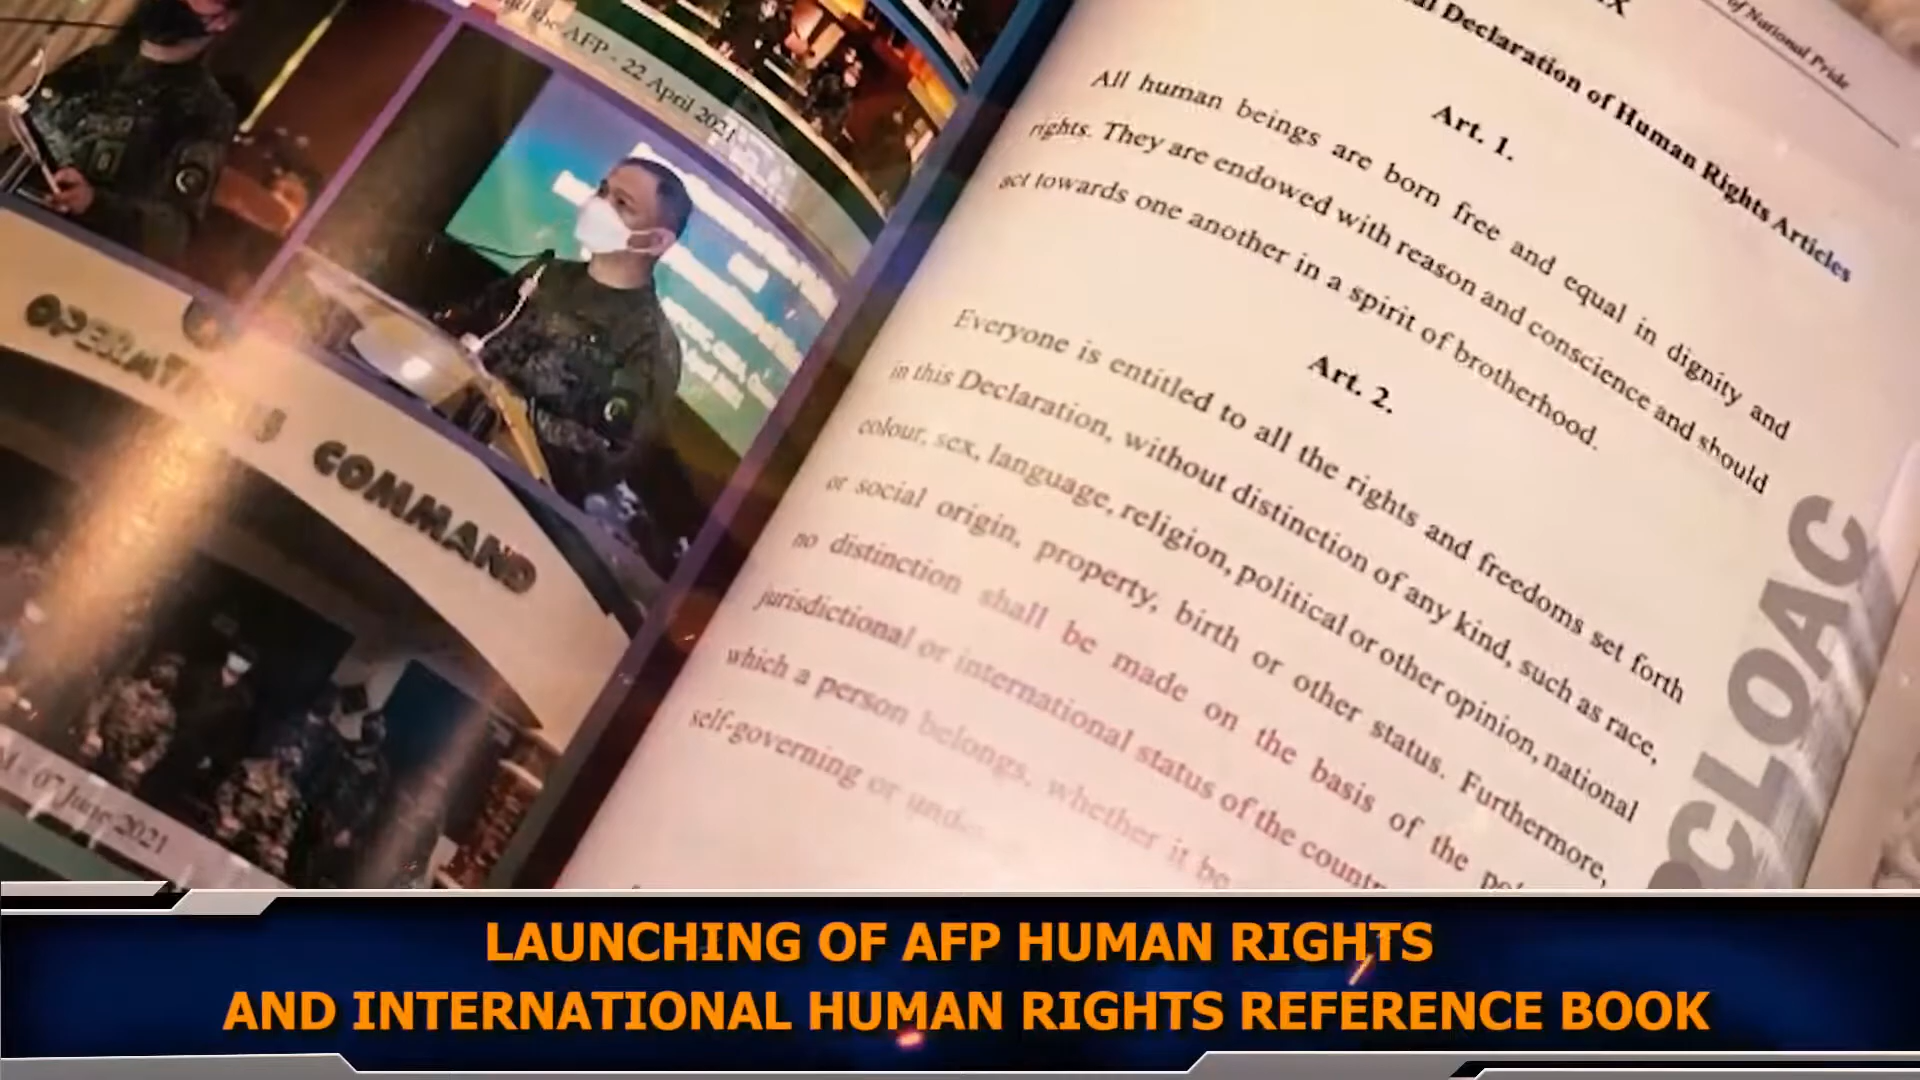 the AFP - 22 April 2021
OPERATIONS COMMAND
07 June 2021
of National Pride
Declaration of Human Rights Articles
Art. 1.
All human beings are born free and equal in dignity and
rights. They are endowed with reason and conscience and should
act towards one another in a spirit of brotherhood.
Art. 2.
Everyone is entitled to all the rights and freedoms set forth
in this Declaration, without distinction of any kind, such as race,
colour, sex, language, religion, political or other opinion, national
or social origin, property, birth or other status. Furthermore,
no distinction shall be made on the basis of the
jurisdictional or international status of the
which a person belongs, whether it be
self-governing or
CLOAC
LAUNCHING OF AFP HUMAN RIGHTS
AND INTERNATIONAL HUMAN RIGHTS REFERENCE BOOK